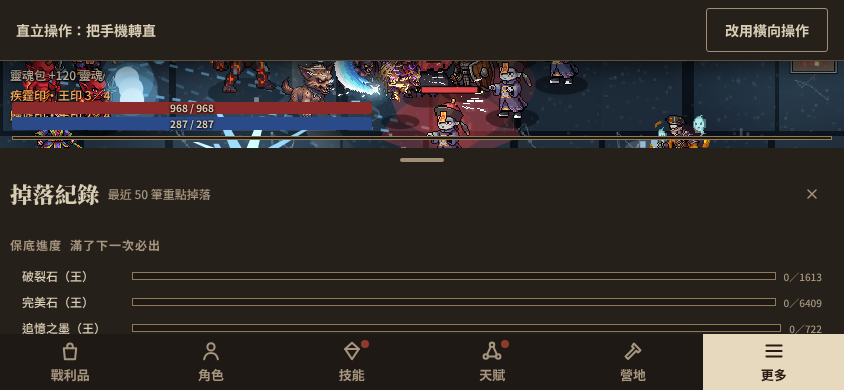 直立操作：把手機轉直
改用橫向操作
靈魂包 +120 靈魂
疾霆印・王印 3×4
968 / 968
287 / 287
掉落紀錄 最近 50 筆重點掉落
保底進度 滿了下一次必出
破裂石（王） 0／1613
完美石（王） 0／6409
追憶之墨（王） 0／722
戰利品
角色
技能
天賦
營地
更多